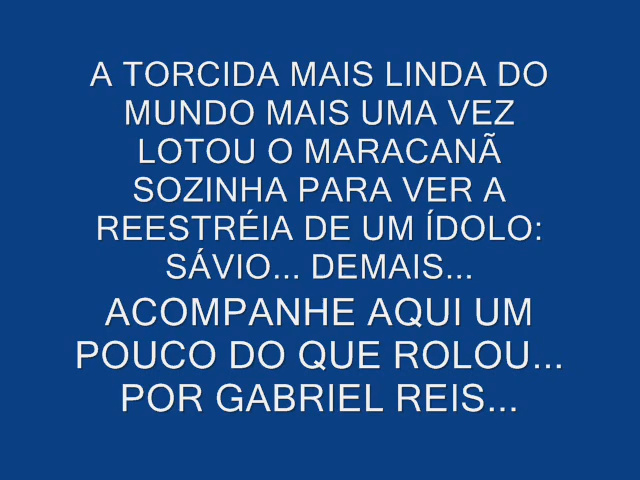 A TORCIDA MAIS LINDA DO
MUNDO MAIS UMA VEZ
LOTOU O MARACANÃ
SOZINHA PARA VER A
REESTRÉIA DE UM ÍDOLO:
SÁVIO... DEMAIS...
ACOMPANHE AQUI UM
POUCO DO QUE ROLOU...
POR GABRIEL REIS...